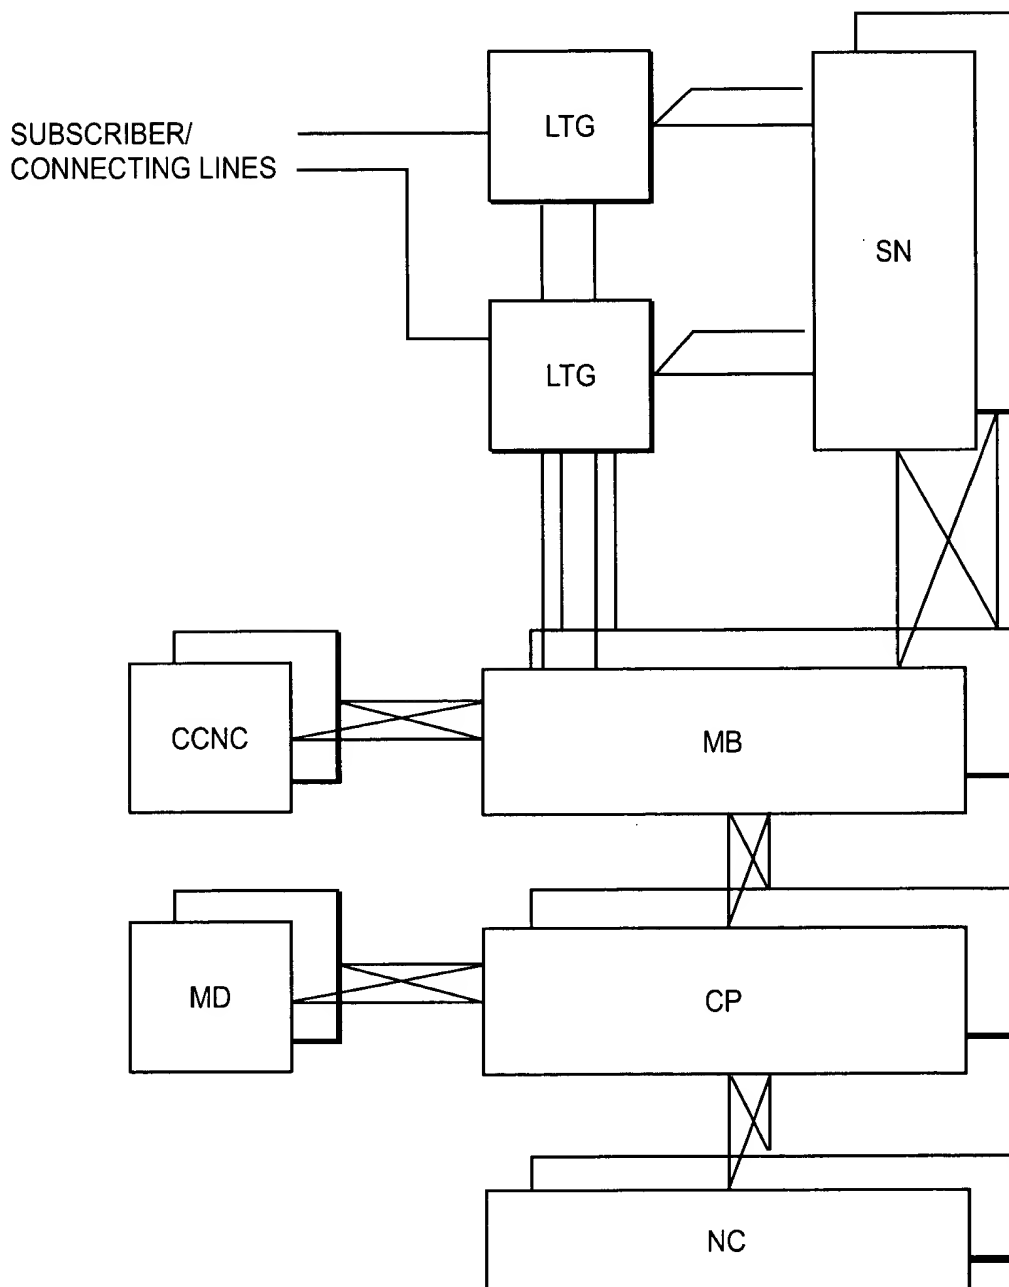 LTG
SUBSCRIBER/
CONNECTING LINES
SN
LTG
CCNC
MB
MD
CP
NC